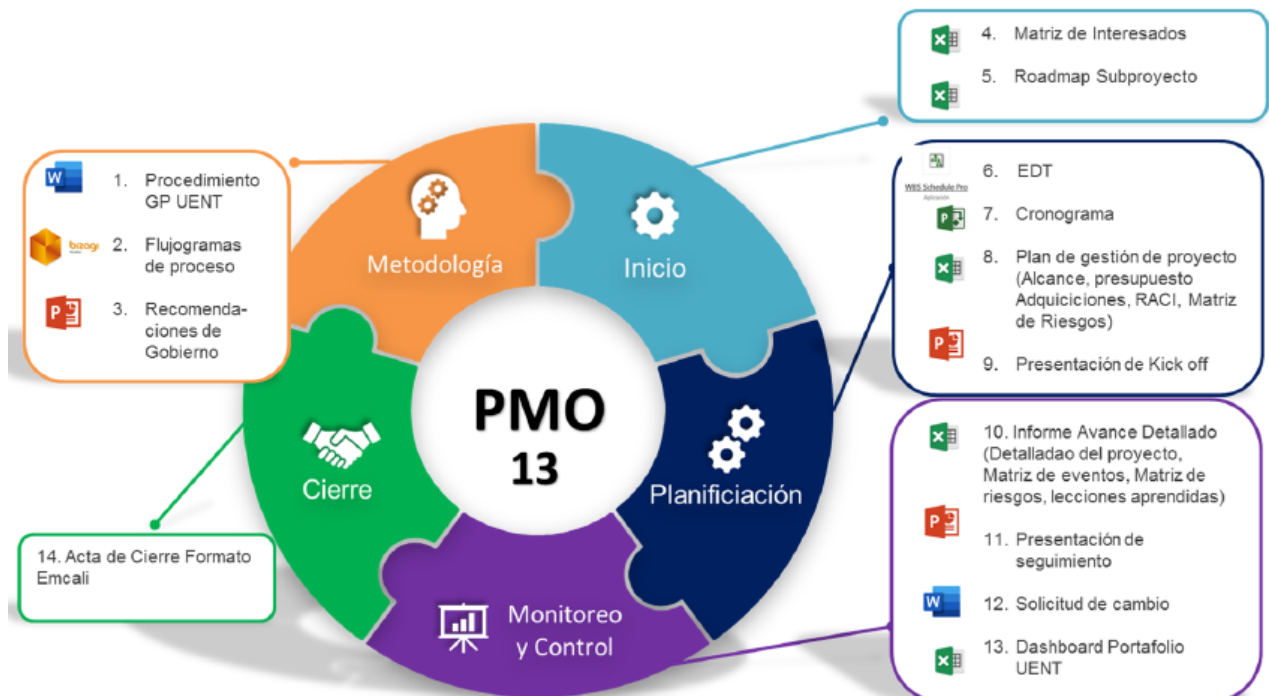 4. Matriz de Interesados
5. Roadmap Subproyecto
1. Procedimiento
GP UENT
bizagi
2. Flujogramas
de proceso
3. Recomenda-
ciones de
Gobierno
Metodología
Inicio
WBS Schedule Pro
Aplicación
6. EDT
7. Cronograma
8. Plan de gestión de proyecto
(Alcance, presupuesto
Adquiciciones, RACI, Matriz
de Riesgos)
9. Presentación de Kick off
PMO
13
Cierre
Planificiación
Monitoreo
y Control
10. Informe Avance Detallado
(Detalladao del proyecto,
Matriz de eventos, Matriz de
riesgos, lecciones aprendidas)
11. Presentación de
seguimiento
12. Solicitud de cambio
13. Dashboard Portafolio
UENT
14. Acta de Cierre Formato
Emcali